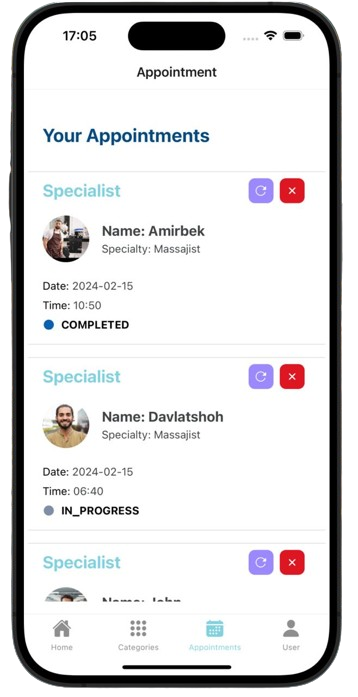 17:05
Appointment
Your Appointments
Specialist
Name: Amirbek
Specialty: Massajist
Date: 2024-02-15
Time: 10:50
COMPLETED
Specialist
Name: Davlatshoh
Specialty: Massajist
Date: 2024-02-15
Time: 06:40
IN_PROGRESS
Specialist
Name: John
Home Categories Appointments User